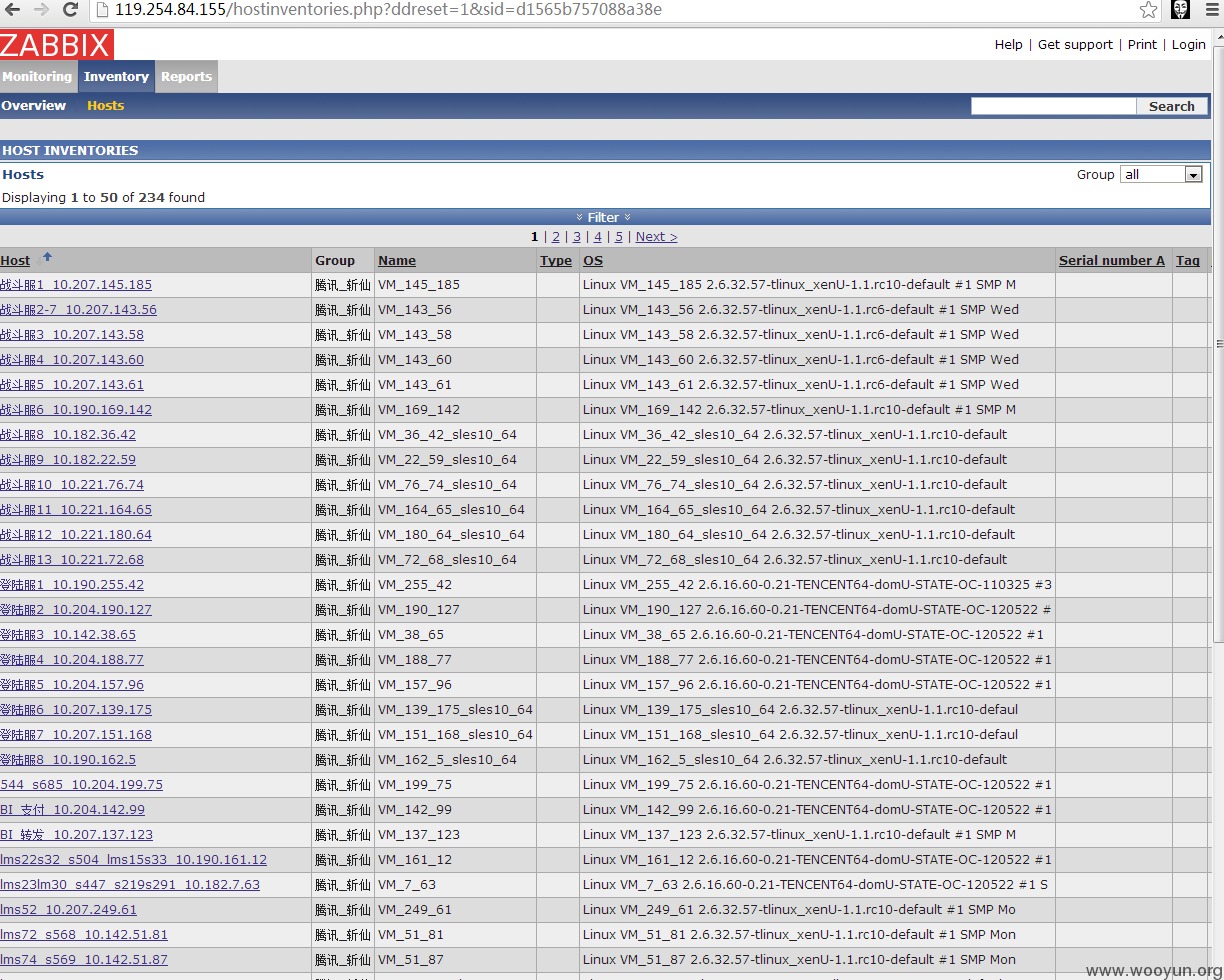 119.254.84.155/hostinventories.php?ddreset=1&sid=d1565b757088a38e
ZABBIX
Help | Get support | Print | Login
Monitoring Inventory Reports
Overview Hosts Search
HOST INVENTORIES
Hosts Group all
Displaying 1 to 50 of 234 found
Filter
1 | 2 | 3 | 4 | 5 | Next >
Host Group Name Type OS Serial number A Tag
战斗服1_10.207.145.185 腾讯_斩仙 VM_145_185 Linux VM_145_185 2.6.32.57-tlinux_xenU-1.1.rc10-default #1 SMP M
战斗服2-7_10.207.143.56 腾讯_斩仙 VM_143_56 Linux VM_143_56 2.6.32.57-tlinux_xenU-1.1.rc6-default #1 SMP Wed
战斗服3_10.207.143.58 腾讯_斩仙 VM_143_58 Linux VM_143_58 2.6.32.57-tlinux_xenU-1.1.rc6-default #1 SMP Wed
战斗服4_10.207.143.60 腾讯_斩仙 VM_143_60 Linux VM_143_60 2.6.32.57-tlinux_xenU-1.1.rc6-default #1 SMP Wed
战斗服5_10.207.143.61 腾讯_斩仙 VM_143_61 Linux VM_143_61 2.6.32.57-tlinux_xenU-1.1.rc6-default #1 SMP Wed
战斗服6_10.190.169.142 腾讯_斩仙 VM_169_142 Linux VM_169_142 2.6.32.57-tlinux_xenU-1.1.rc10-default #1 SMP M
战斗服8_10.182.36.42 腾讯_斩仙 VM_36_42_sles10_64 Linux VM_36_42_sles10_64 2.6.32.57-tlinux_xenU-1.1.rc10-default
战斗服9_10.182.22.59 腾讯_斩仙 VM_22_59_sles10_64 Linux VM_22_59_sles10_64 2.6.32.57-tlinux_xenU-1.1.rc10-default
战斗服10_10.221.76.74 腾讯_斩仙 VM_76_74_sles10_64 Linux VM_76_74_sles10_64 2.6.32.57-tlinux_xenU-1.1.rc10-default
战斗服11_10.221.164.65 腾讯_斩仙 VM_164_65_sles10_64 Linux VM_164_65_sles10_64 2.6.32.57-tlinux_xenU-1.1.rc10-default
战斗服12_10.221.180.64 腾讯_斩仙 VM_180_64_sles10_64 Linux VM_180_64_sles10_64 2.6.32.57-tlinux_xenU-1.1.rc10-default
战斗服13_10.221.72.68 腾讯_斩仙 VM_72_68_sles10_64 Linux VM_72_68_sles10_64 2.6.32.57-tlinux_xenU-1.1.rc10-default
登陆服1_10.190.255.42 腾讯_斩仙 VM_255_42 Linux VM_255_42 2.6.16.60-0.21-TENCENT64-domU-STATE-OC-110325 #3
登陆服2_10.204.190.127 腾讯_斩仙 VM_190_127 Linux VM_190_127 2.6.16.60-0.21-TENCENT64-domU-STATE-OC-120522 #
登陆服3_10.142.38.65 腾讯_斩仙 VM_38_65 Linux VM_38_65 2.6.16.60-0.21-TENCENT64-domU-STATE-OC-120522 #1
登陆服4_10.204.188.77 腾讯_斩仙 VM_188_77 Linux VM_188_77 2.6.16.60-0.21-TENCENT64-domU-STATE-OC-120522 #1
登陆服5_10.204.157.96 腾讯_斩仙 VM_157_96 Linux VM_157_96 2.6.16.60-0.21-TENCENT64-domU-STATE-OC-120522 #1
登陆服6_10.207.139.175 腾讯_斩仙 VM_139_175_sles10_64 Linux VM_139_175_sles10_64 2.6.32.57-tlinux_xenU-1.1.rc10-defaul
登陆服7_10.207.151.168 腾讯_斩仙 VM_151_168_sles10_64 Linux VM_151_168_sles10_64 2.6.32.57-tlinux_xenU-1.1.rc10-defaul
登陆服8_10.190.162.5 腾讯_斩仙 VM_162_5_sles10_64 Linux VM_162_5_sles10_64 2.6.32.57-tlinux_xenU-1.1.rc10-default
544_s685_10.204.199.75 腾讯_斩仙 VM_199_75 Linux VM_199_75 2.6.16.60-0.21-TENCENT64-domU-STATE-OC-120522 #1
BI_支付_10.204.142.99 腾讯_斩仙 VM_142_99 Linux VM_142_99 2.6.16.60-0.21-TENCENT64-domU-STATE-OC-120522 #1
BI_转发_10.207.137.123 腾讯_斩仙 VM_137_123 Linux VM_137_123 2.6.32.57-tlinux_xenU-1.1.rc10-default #1 SMP M
lms22s32_s504_lms15s33_10.190.161.12 腾讯_斩仙 VM_161_12 Linux VM_161_12 2.6.16.60-0.21-TENCENT64-domU-STATE-OC-120522 #1
lms23lm30_s447_s219s291_10.182.7.63 腾讯_斩仙 VM_7_63 Linux VM_7_63 2.6.16.60-0.21-TENCENT64-domU-STATE-OC-120522 #1 S
lms52_10.207.249.61 腾讯_斩仙 VM_249_61 Linux VM_249_61 2.6.32.57-tlinux_xenU-1.1.rc10-default #1 SMP Mo
lms72_s568_10.142.51.81 腾讯_斩仙 VM_51_81 Linux VM_51_81 2.6.32.57-tlinux_xenU-1.1.rc10-default #1 SMP Mon
lms74_s569_10.142.51.87 腾讯_斩仙 VM_51_87 Linux VM_51_87 2.6.32.57-tlinux_xenU-1.1.rc10-default #1 SMP Mon
www.wooyun.org